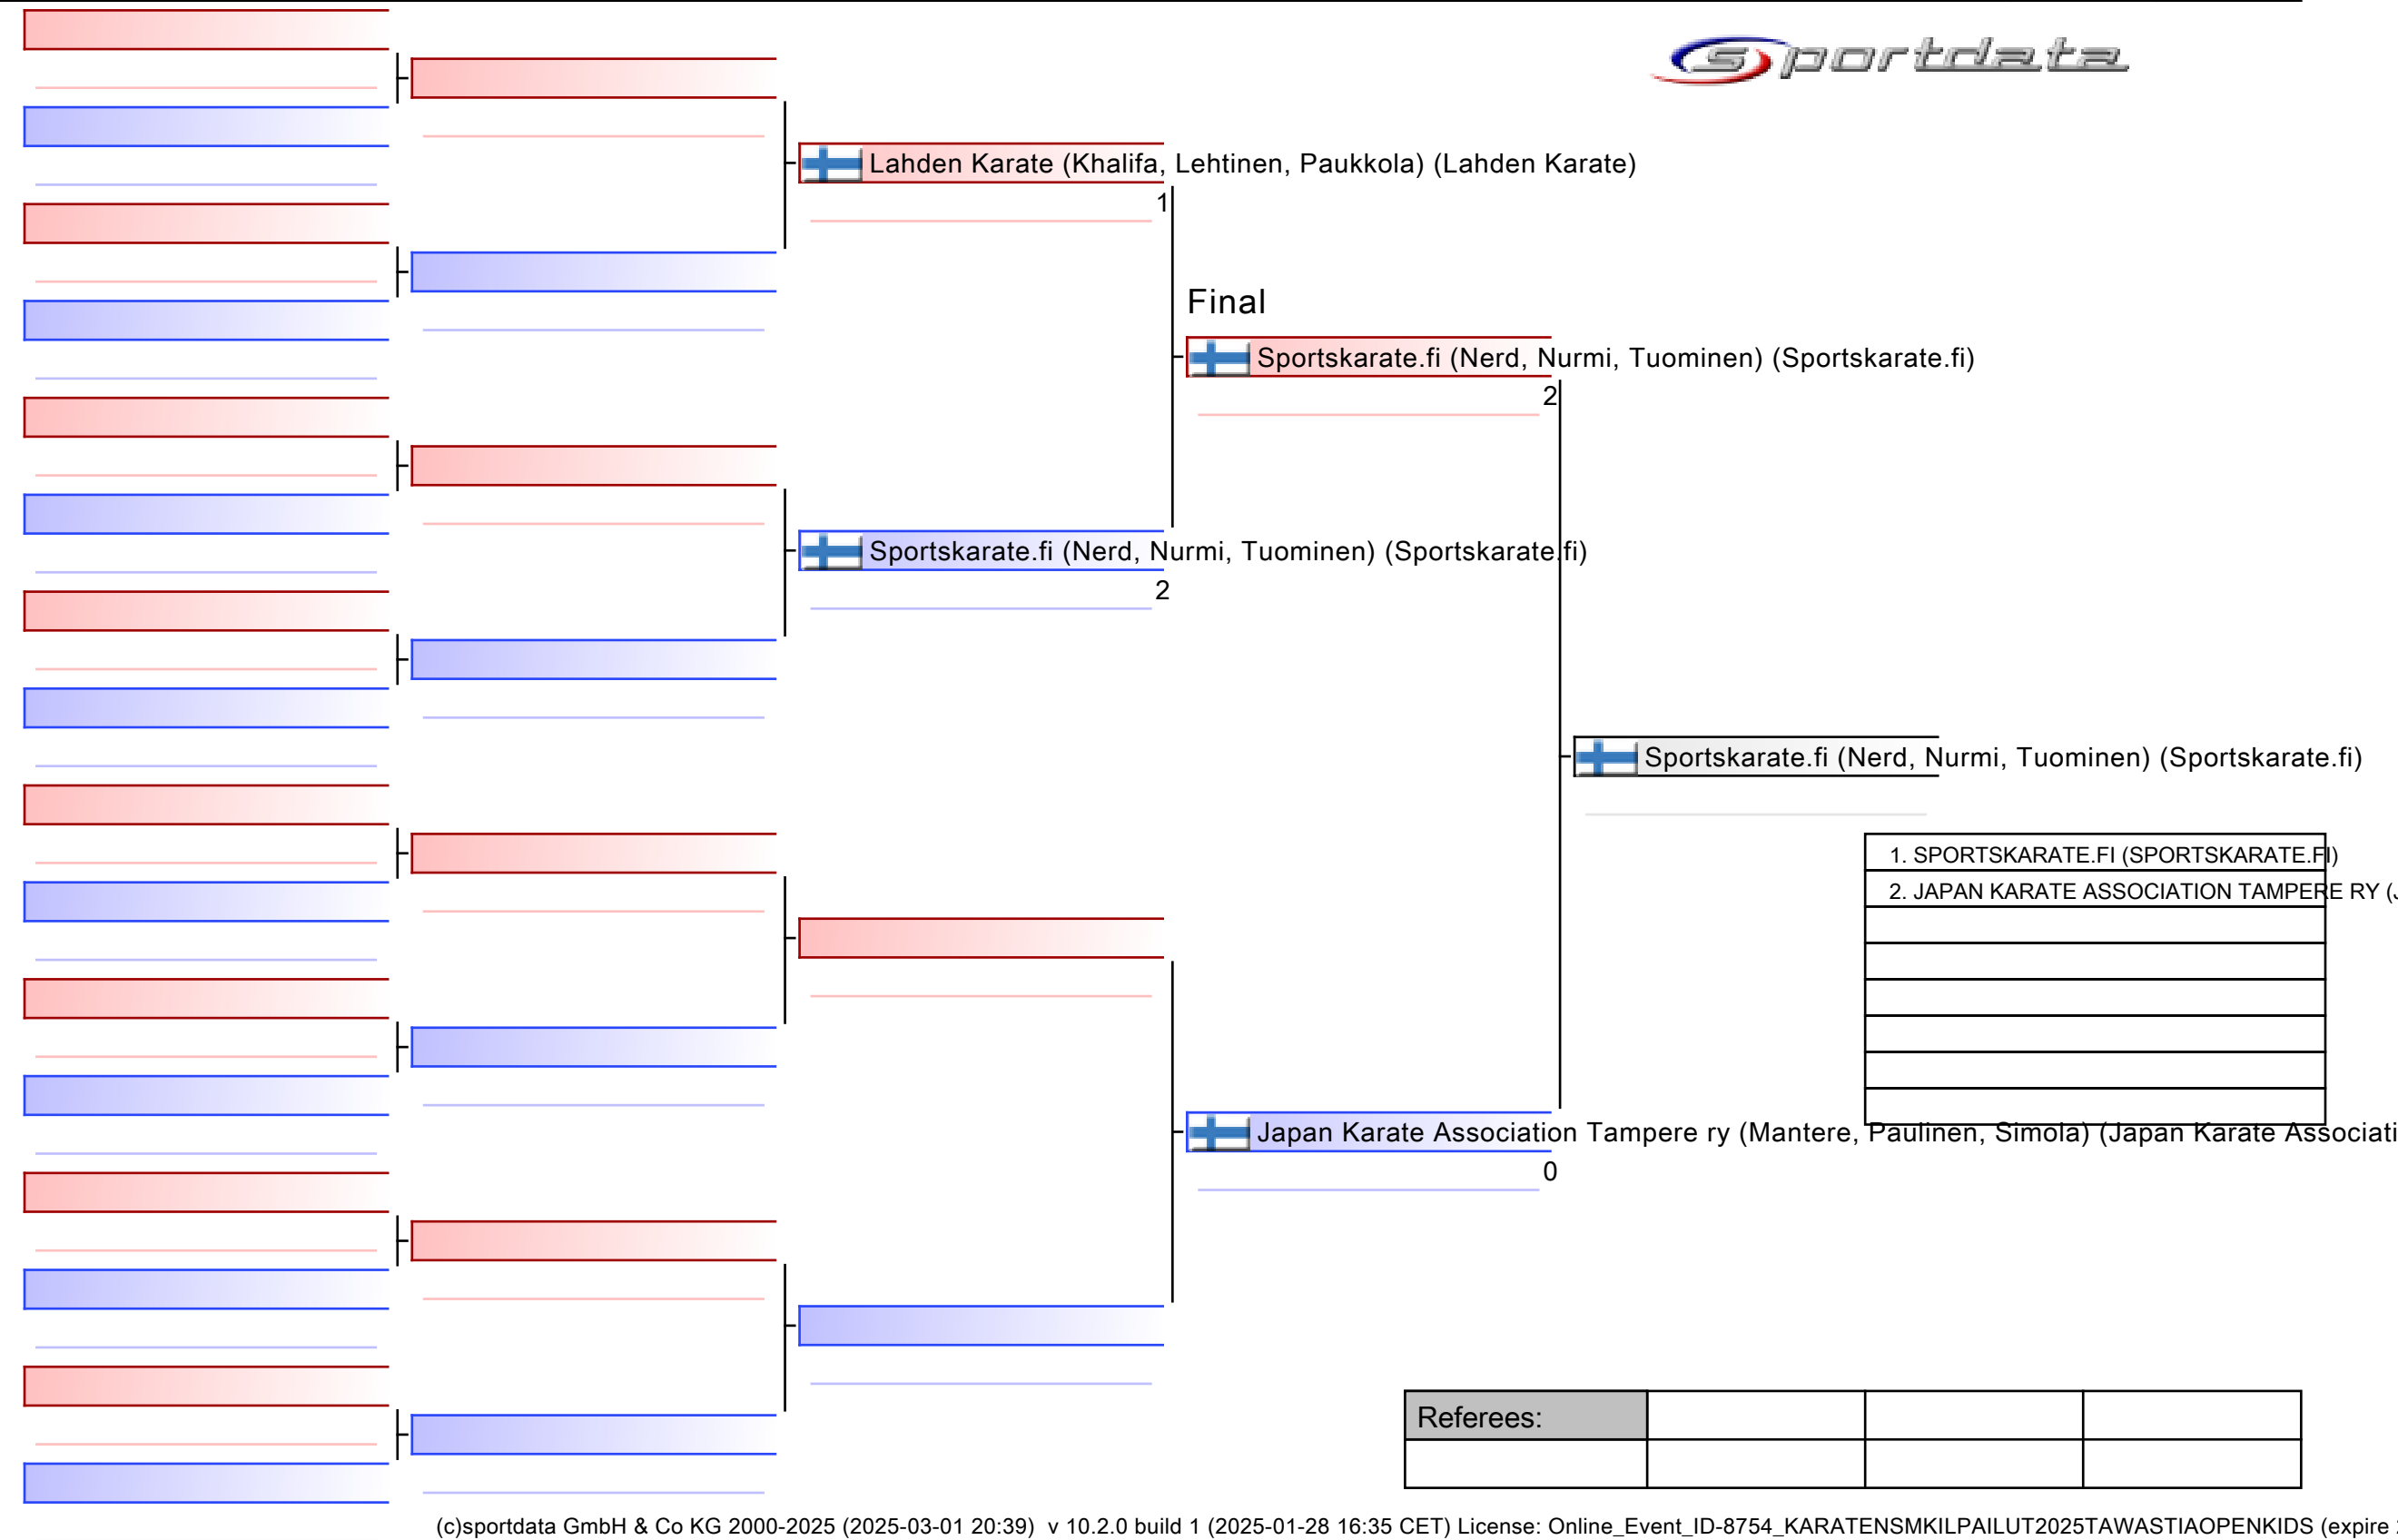 sportdata
Lahden Karate (Khalifa, Lehtinen, Paukkola) (Lahden Karate)
1
Final
Sportskarate.fi (Nerd, Nurmi, Tuominen) (Sportskarate.fi)
2
Sportskarate.fi (Nerd, Nurmi, Tuominen) (Sportskarate.fi)
2
Sportskarate.fi (Nerd, Nurmi, Tuominen) (Sportskarate.fi)
1. SPORTSKARATE.FI (SPORTSKARATE.FI)
2. JAPAN KARATE ASSOCIATION TAMPERE RY (J
Japan Karate Association Tampere ry (Mantere, Paulinen, Simola) (Japan Karate Associati
0
Referees:
(c)sportdata GmbH & Co KG 2000-2025 (2025-03-01 20:39) v 10.2.0 build 1 (2025-01-28 16:35 CET) License: Online_Event_ID-8754_KARATENSMKILPAILUT2025TAWASTIAOPENKIDS (expire